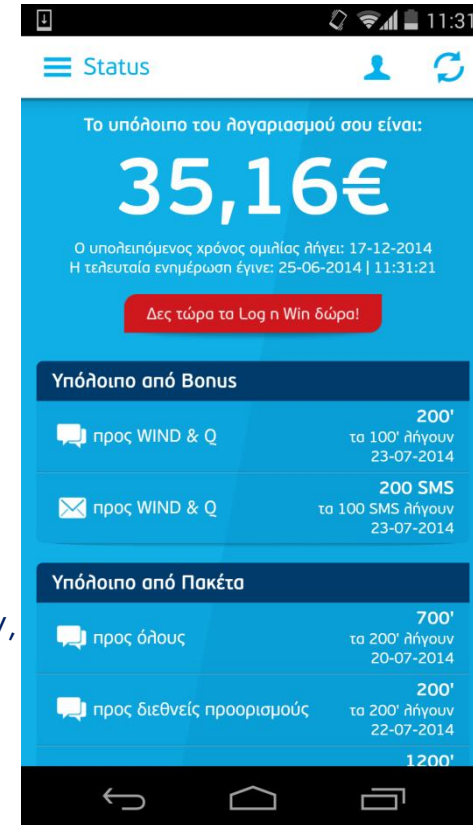 11:31
Status
Το υπόλοιπο του λογαριασμού σου είναι:
35,16€
Ο υπολειπόμενος χρόνος ομιλίας λήγει: 17-12-2014
Η τελευταία ενημέρωση έγινε: 25-06-2014 | 11:31:21
Δες τώρα τα Log n Win δώρα!
Υπόλοιπο από Bonus
προς WIND & Q
200'
τα 100' λήγουν
23-07-2014
προς WIND & Q
200 SMS
τα 100 SMS λήγουν
23-07-2014
Υπόλοιπο από Πακέτα
προς όλους
700'
τα 200' λήγουν
20-07-2014
προς διεθνείς προορισμούς
200'
τα 200' λήγουν
22-07-2014
1200'